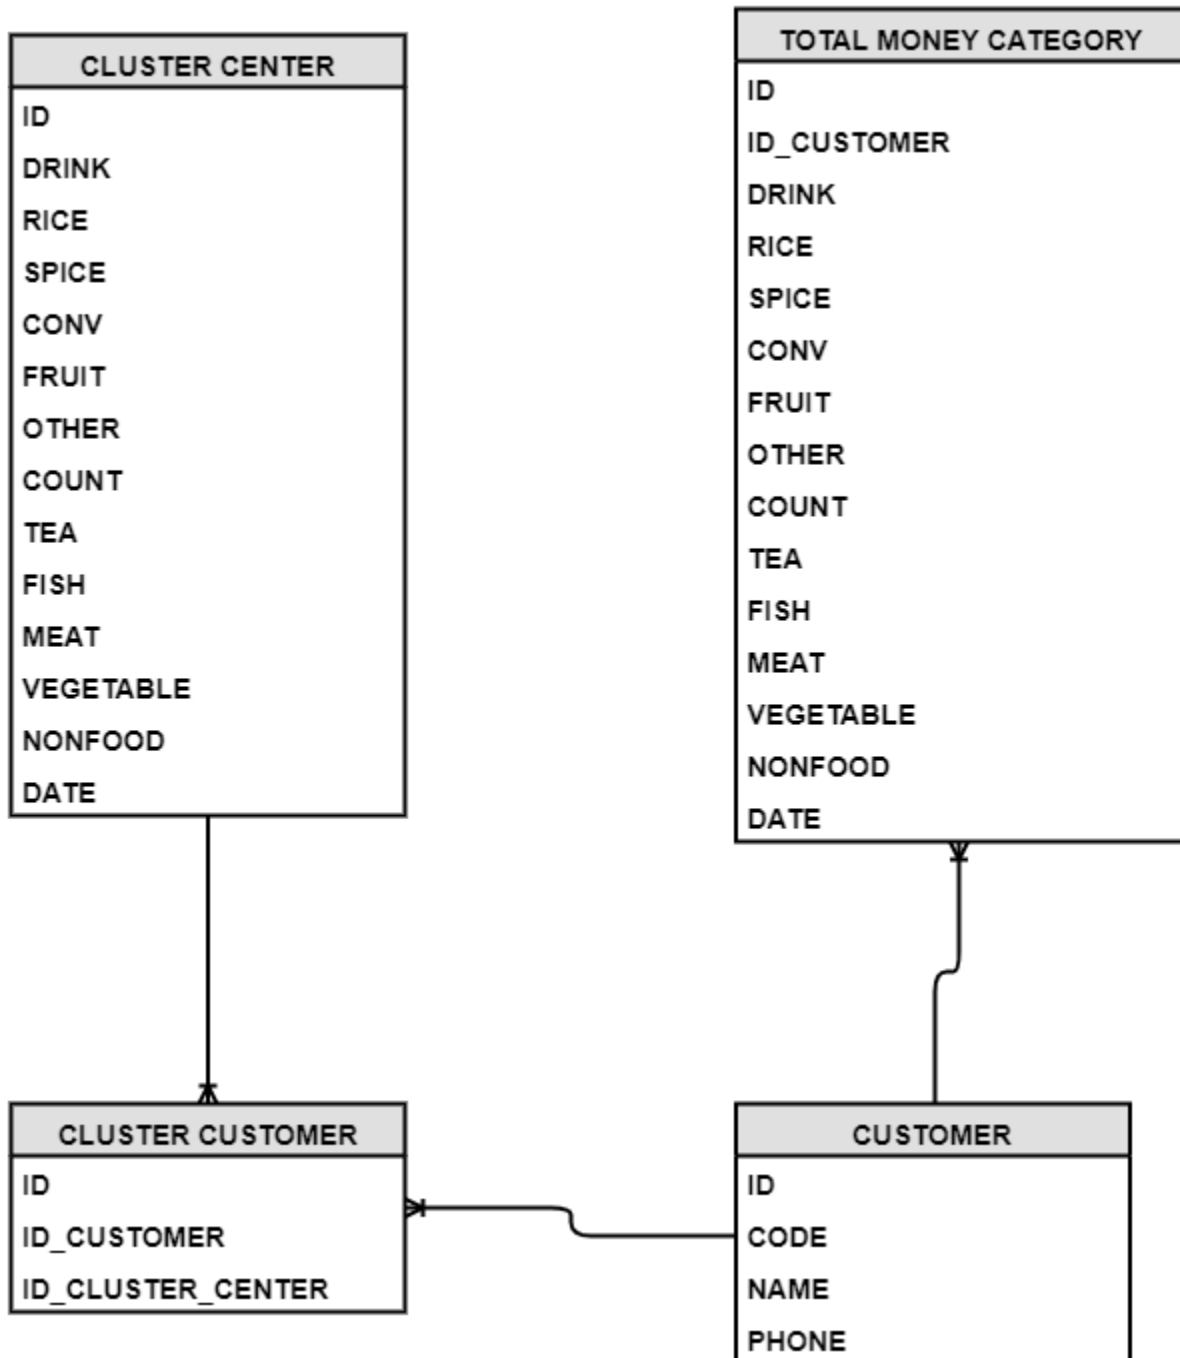 CLUSTER CENTER
ID
DRINK
RICE
SPICE
CONV
FRUIT
OTHER
COUNT
TEA
FISH
MEAT
VEGETABLE
NONFOOD
DATE
TOTAL MONEY CATEGORY
ID
ID_CUSTOMER
DRINK
RICE
SPICE
CONV
FRUIT
OTHER
COUNT
TEA
FISH
MEAT
VEGETABLE
NONFOOD
DATE
CLUSTER CUSTOMER
ID
ID_CUSTOMER
ID_CLUSTER_CENTER
CUSTOMER
ID
CODE
NAME
PHONE